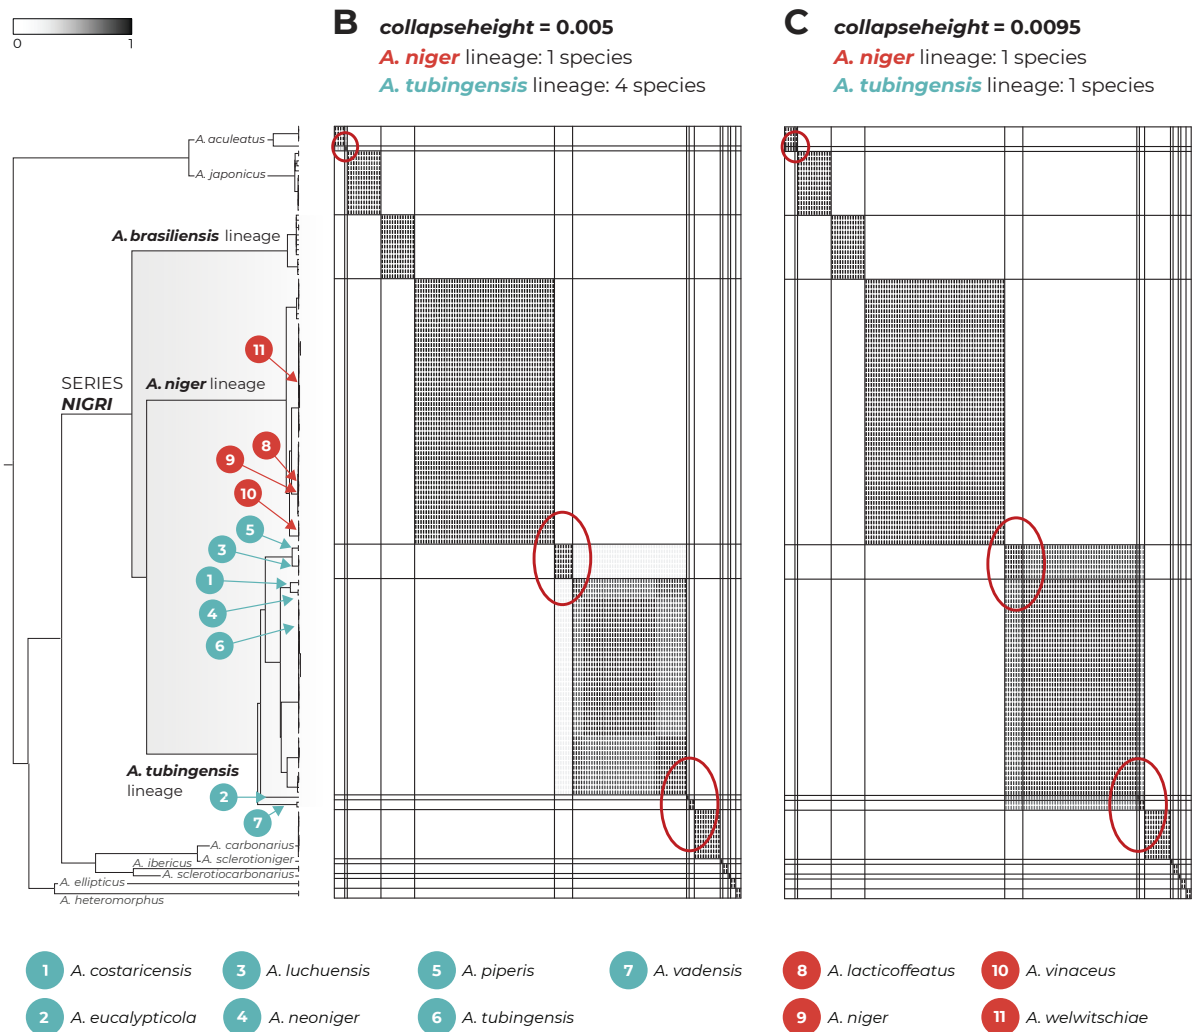 0 1
B collapseheight = 0.005
A. niger lineage: 1 species
A. tubingensis lineage: 4 species
C collapseheight = 0.0095
A. niger lineage: 1 species
A. tubingensis lineage: 1 species
A. aculeatus
A. japonicus
A. brasiliensis lineage
11
SERIES
NIGRI
A. niger lineage
8
9
10
5
3
1
4
6
A. tubingensis
lineage
2
7
A. carbonarius
A. sclerotioniger
A. ibericus
A. sclerotiocarbonarius
A. ellipticus
A. heteromorphus
1 A. costaricensis 3 A. luchuensis 5 A. piperis 7 A. vadensis 8 A. lacticoffeatus 10 A. vinaceus
2 A. eucalypticola 4 A. neoniger 6 A. tubingensis 9 A. niger 11 A. welwitschiae